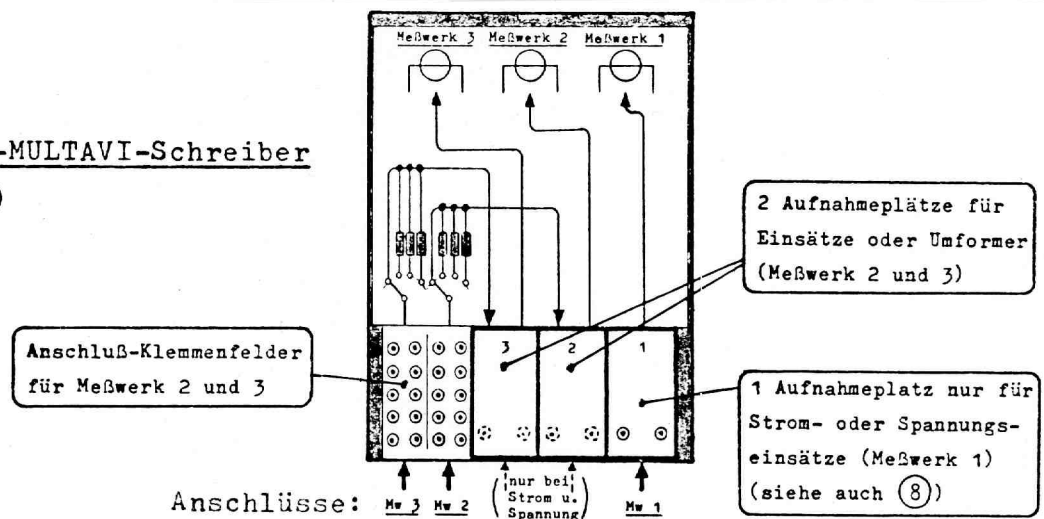 Meßwerk 3 Meßwerk 2 Meßwerk 1
-MULTAVI-Schreiber
2 Aufnahmeplätze für
Einsätze oder Umformer
(Meßwerk 2 und 3)
Anschluß-Klemmenfelder
für Meßwerk 2 und 3
3 2 1
1 Aufnahmeplatz nur für
Strom- oder Spannungs-
einsätze (Meßwerk 1)
(siehe auch (8))
Anschlüsse: Mw 3 Mw 2 (nur bei Strom u. Spannung) Mw 1